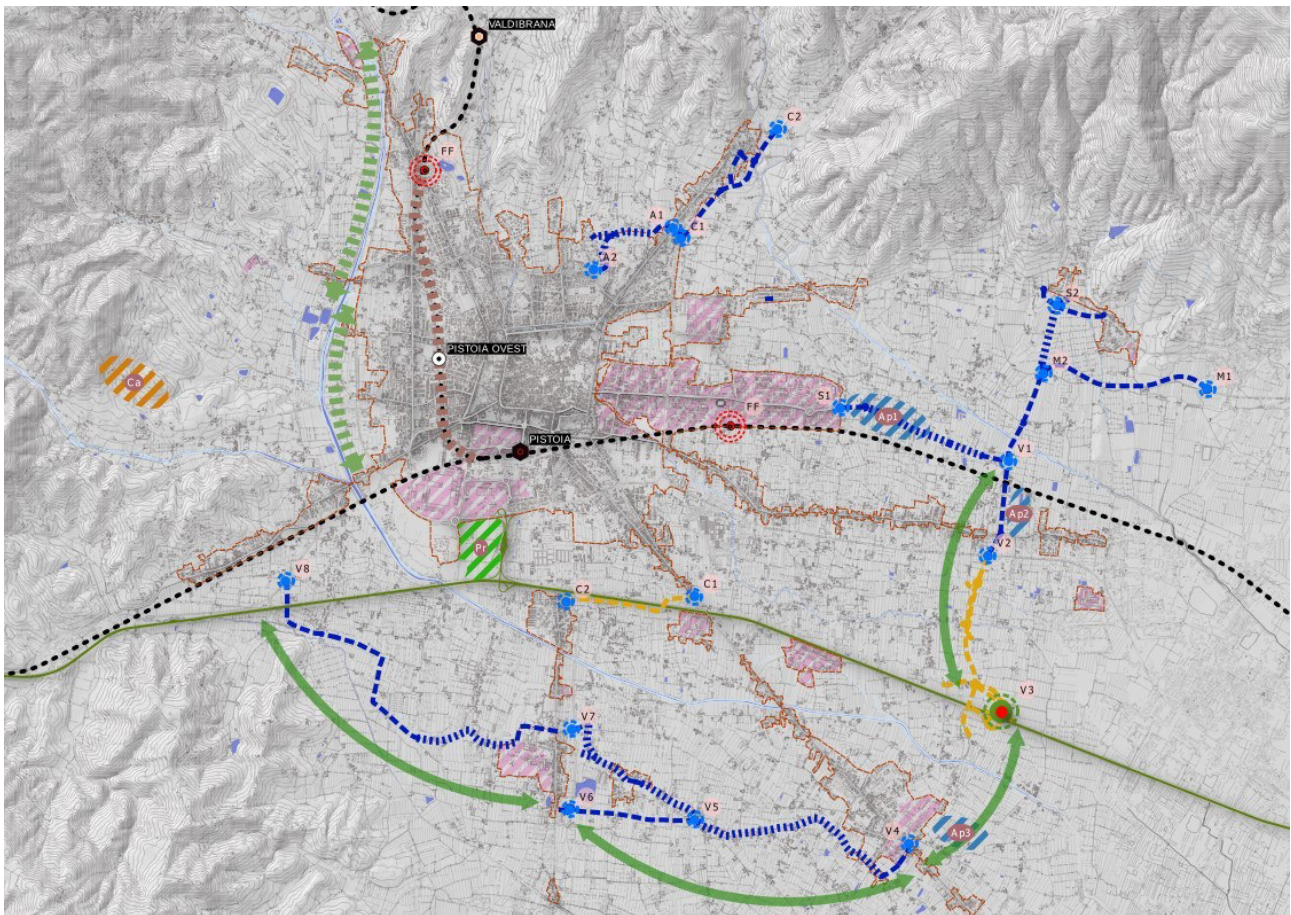 VALDIBRANA
C2
FF
A1
C1
A2
S2
PISTOIA OVEST
M2
M1
Ca
S1
FF
Ap1
PISTOIA
V1
Ap2
V2
Pr
V8
C2
C1
V3
V7
V6
V5
V4
Ap3